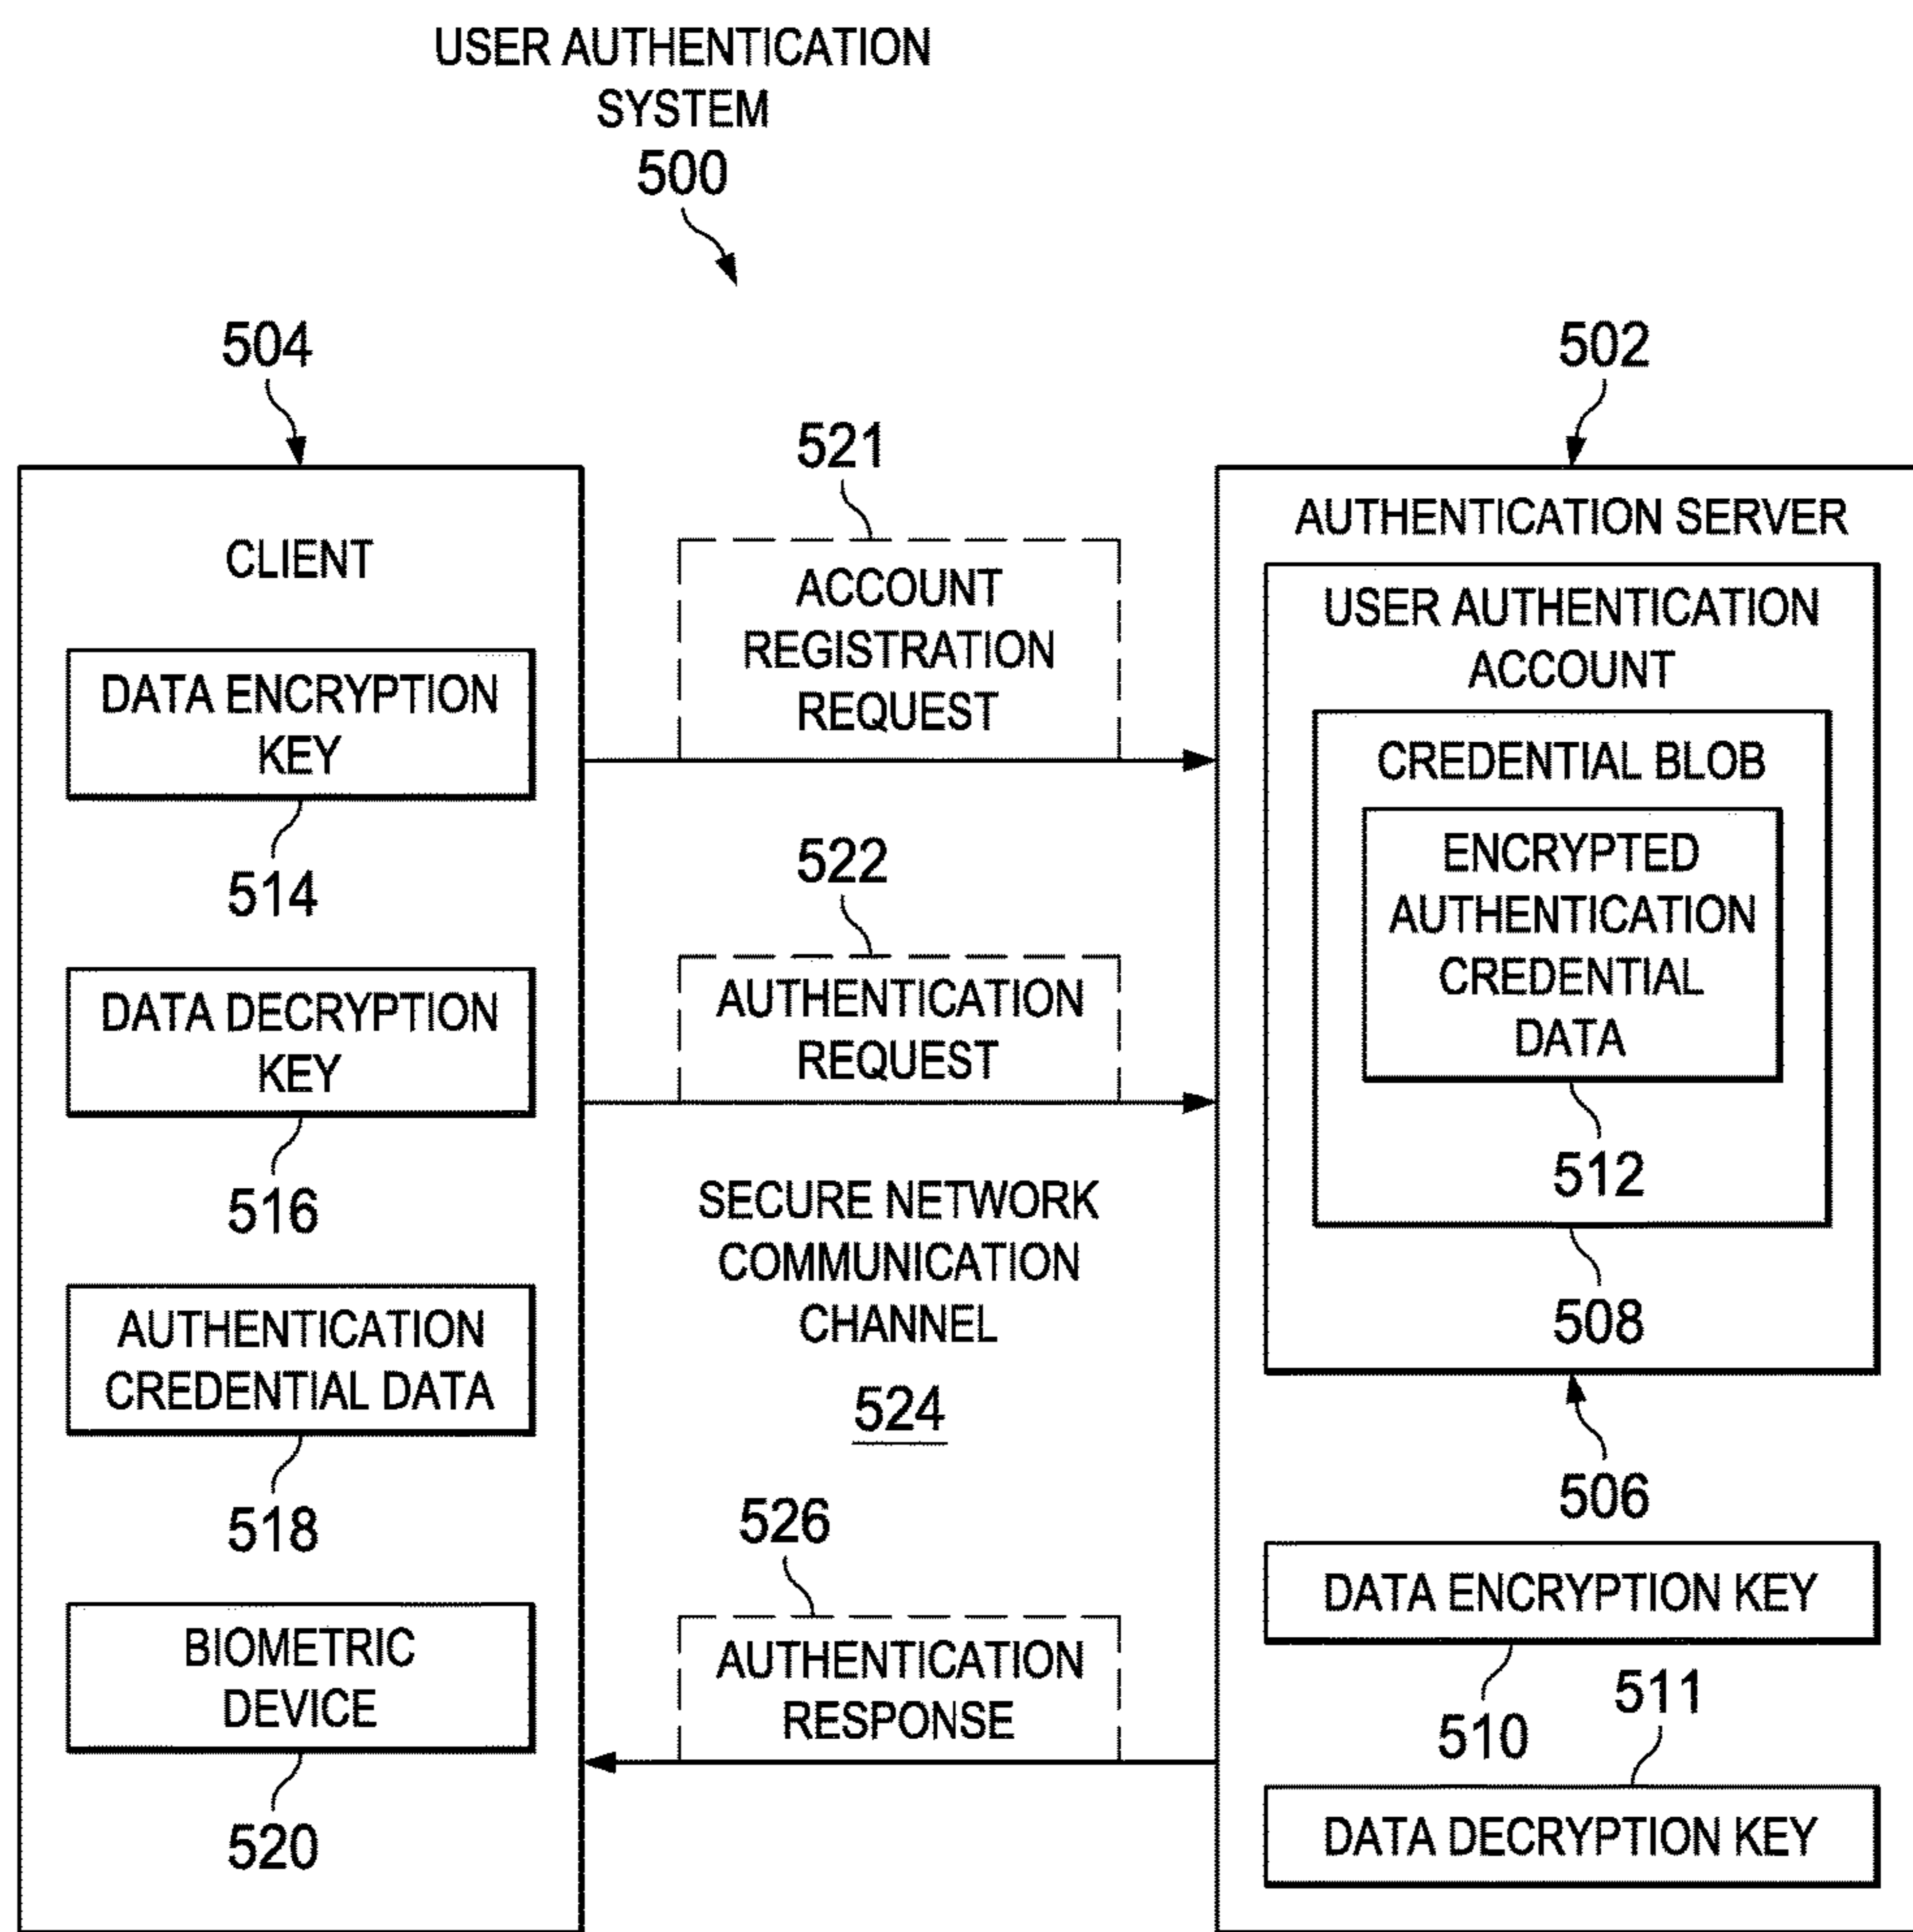 USER AUTHENTICATION
SYSTEM
500
504
CLIENT
DATA ENCRYPTION
KEY
514
DATA DECRYPTION
KEY
516
AUTHENTICATION
CREDENTIAL DATA
518
BIOMETRIC
DEVICE
520
521
ACCOUNT
REGISTRATION
REQUEST
522
AUTHENTICATION
REQUEST
SECURE NETWORK
COMMUNICATION
CHANNEL
524
526
AUTHENTICATION
RESPONSE
502
AUTHENTICATION SERVER
USER AUTHENTICATION
ACCOUNT
CREDENTIAL BLOB
ENCRYPTED
AUTHENTICATION
CREDENTIAL
DATA
512
508
506
DATA ENCRYPTION KEY
510
511
DATA DECRYPTION KEY